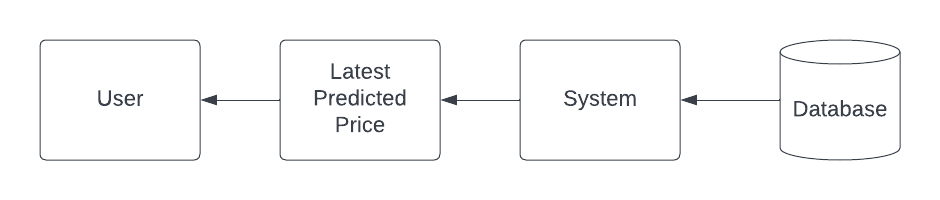 User
Latest
Predicted
Price
System
Database